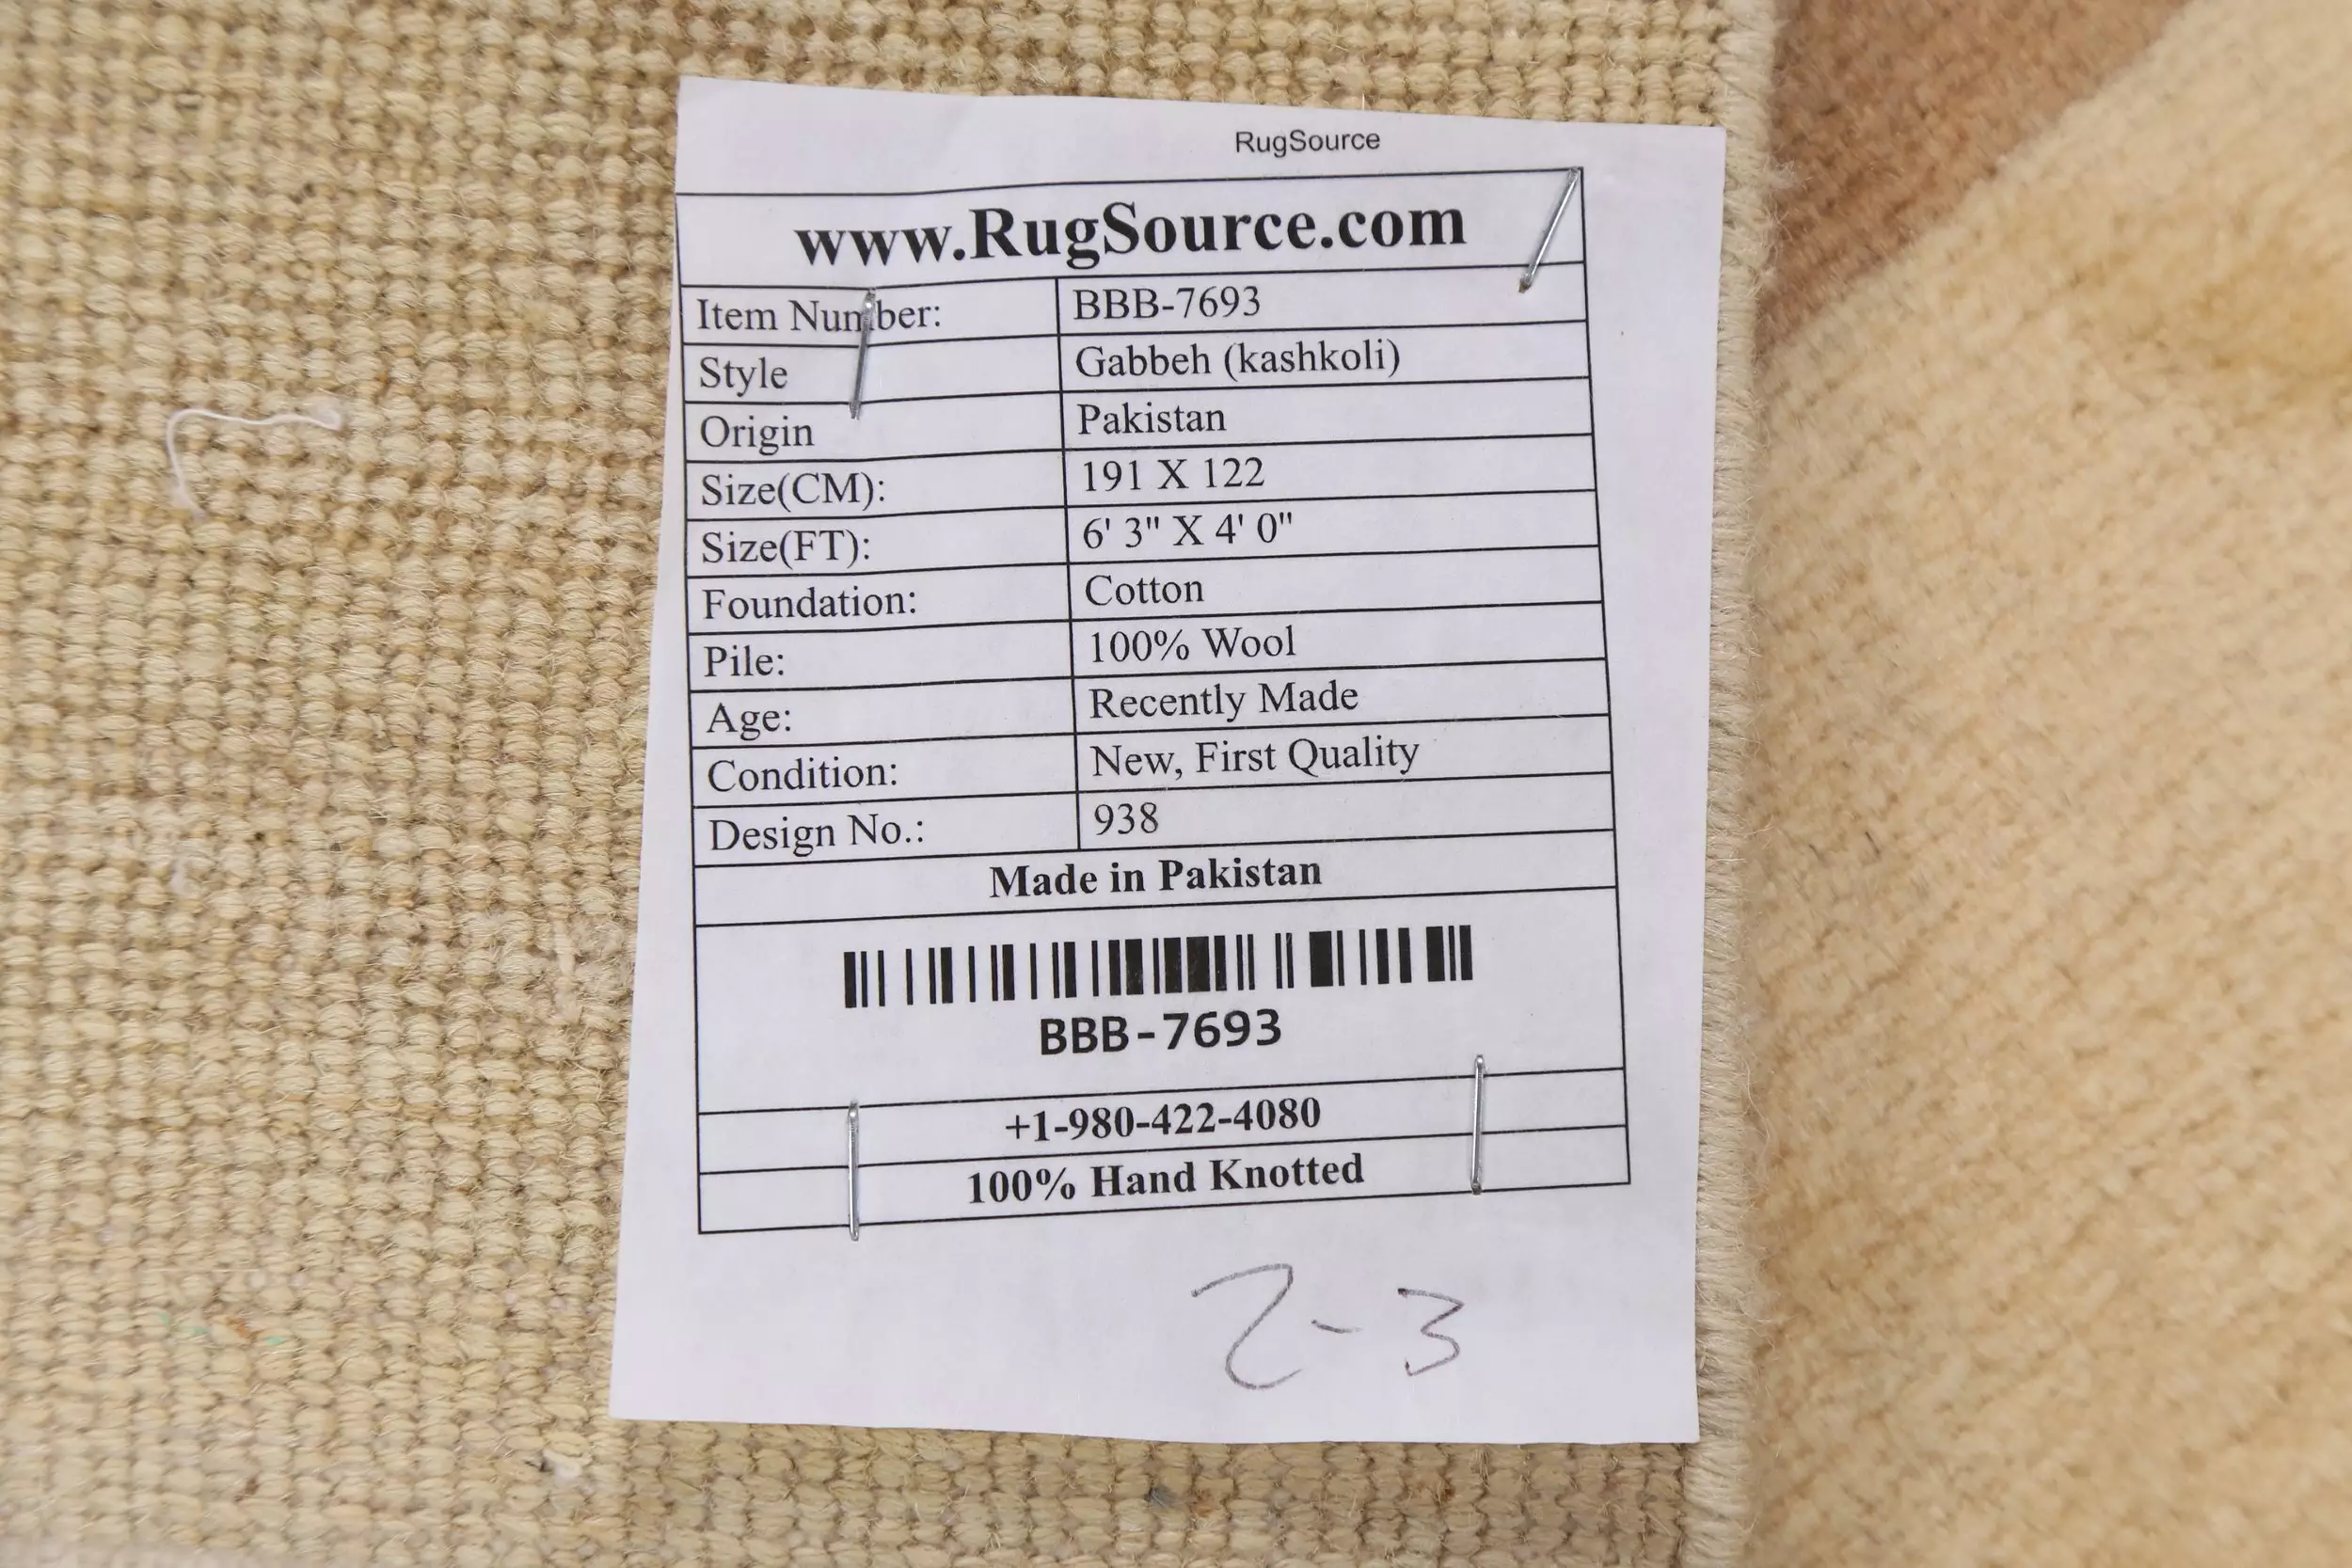 RugSource
www.RugSource.com
Item Number: BBB-7693
Style Gabbeh (kashkoli)
Origin Pakistan
Size(CM): 191 X 122
Size(FT): 6' 3" X 4' 0"
Foundation: Cotton
Pile: 100% Wool
Age: Recently Made
Condition: New, First Quality
Design No.: 938
Made in Pakistan
BBB-7693
+1-980-422-4080
100% Hand Knotted
2-3